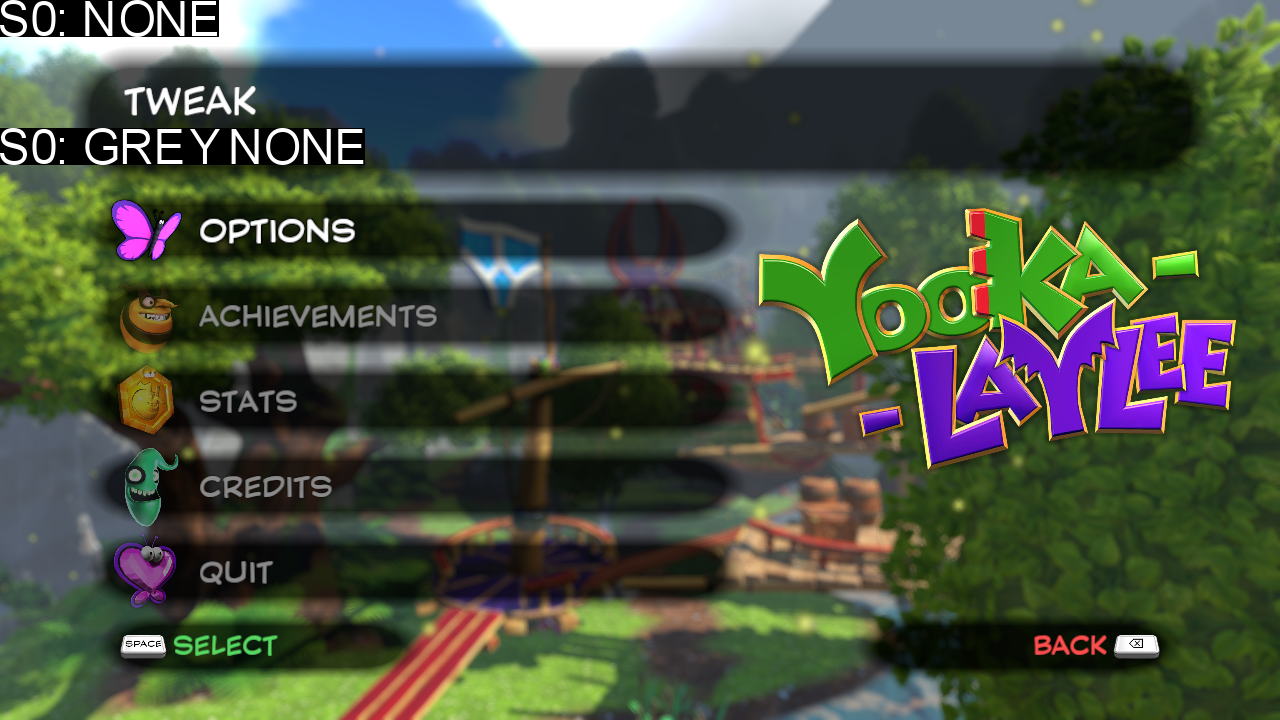 S0: NONE
TWEAK
S0: GREY NONE
OPTIONS
ACHIEVEMENTS
STATS
CREDITS
QUIT
YOOKA-
-LAYLEE
SPACE SELECT
BACK